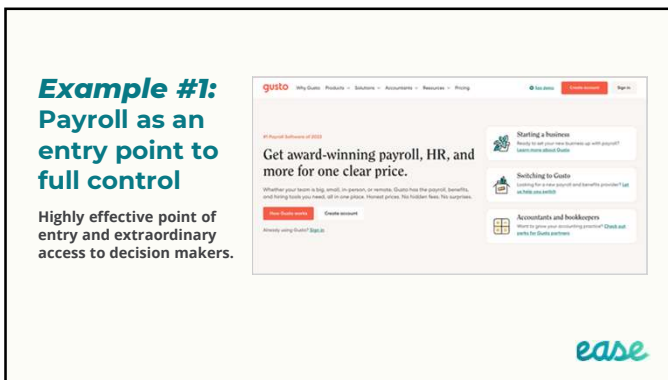 Example #1:
Payroll as an
entry point to
full control
Highly effective point of
entry and extraordinary
access to decision makers.
gusto Why Gusto Products Solutions Accountants Resources Pricing See demo Create account Sign in
#1 Payroll Software of 2023
Get award-winning payroll, HR, and
more for one clear price.
Whether your team is big, small, in-person, or remote, Gusto has the payroll, benefits,
and hiring tools you need, all in one place. Honest prices. No hidden fees. No surprises.
How Gusto works Create account
Already using Gusto? Sign in
Starting a business
Ready to set your new business up with payroll?
Learn more about Gusto
Switching to Gusto
Looking for a new payroll and benefits provider? Let
us help you switch
Accountants and bookkeepers
Want to grow your accounting practice? Check out
perks for Gusto partners
ease